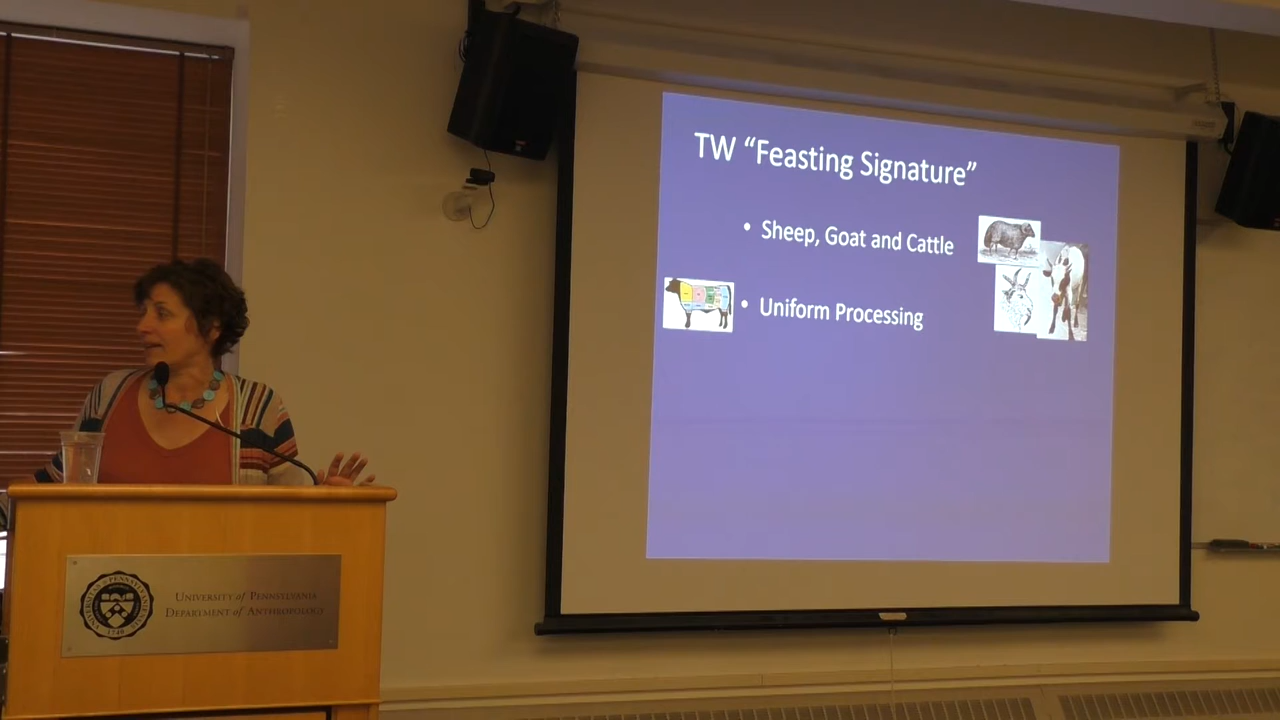 TW “Feasting Signature”
• Sheep, Goat and Cattle
• Uniform Processing
University of Pennsylvania
Department of Anthropology